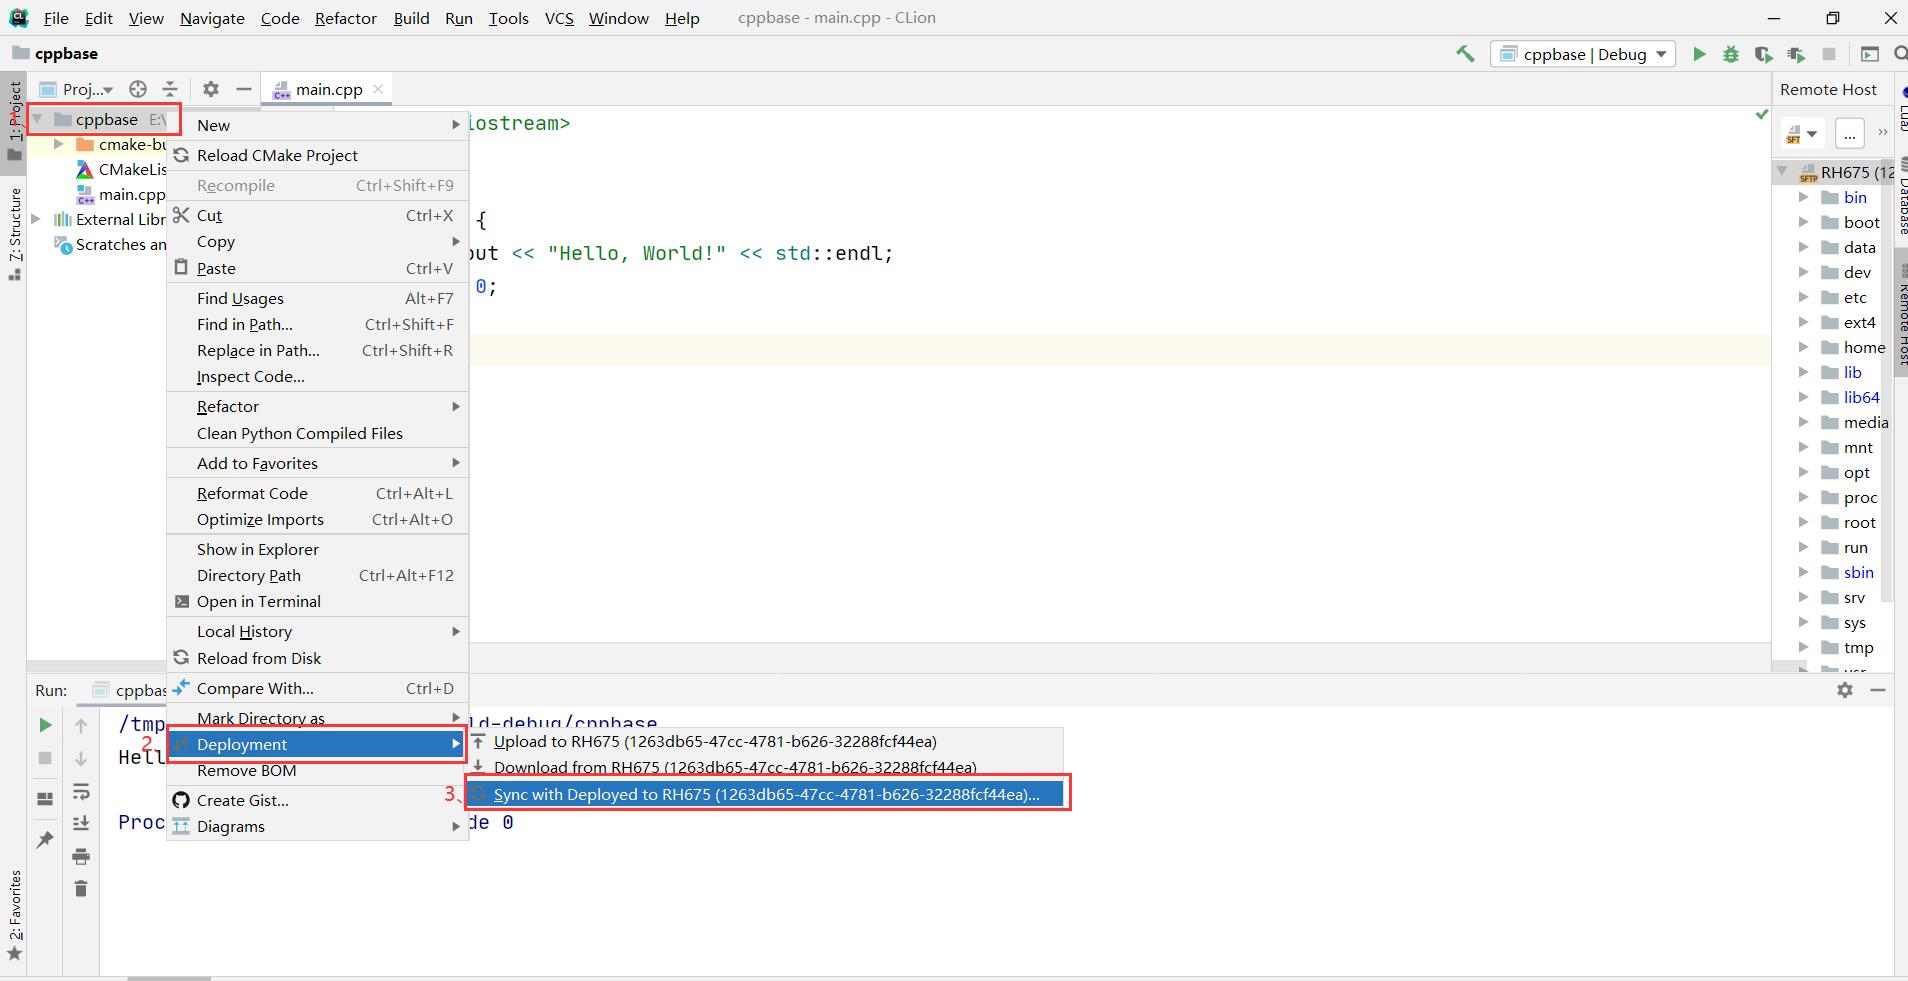 File Edit View Navigate Code Refactor Build Run Tools VCS Window Help cppbase - main.cpp - CLion
cppbase
cppbase | Debug
Proj...
main.cpp
Remote Host
1: Project
7: Structure
2: Favorites
cppbase E:\
cmake-bu
CMakeLis
main.cpp
External Libr
Scratches an
New
Reload CMake Project
Recompile Ctrl+Shift+F9
Cut Ctrl+X
Copy
Paste Ctrl+V
Find Usages Alt+F7
Find in Path... Ctrl+Shift+F
Replace in Path... Ctrl+Shift+R
Inspect Code...
Refactor
Clean Python Compiled Files
Add to Favorites
Reformat Code Ctrl+Alt+L
Optimize Imports Ctrl+Alt+O
Show in Explorer
Directory Path Ctrl+Alt+F12
Open in Terminal
Local History
Reload from Disk
Compare With... Ctrl+D
Mark Directory as
2、
Deployment
Remove BOM
Create Gist...
Diagrams
Upload to RH675 (1263db65-47cc-4781-b626-32288fcf44ea)
Download from RH675 (1263db65-47cc-4781-b626-32288fcf44ea)
3、
Sync with Deployed to RH675 (1263db65-47cc-4781-b626-32288fcf44ea)...
iostream>
{
out << "Hello, World!" << std::endl;
0;
SFT
...
SFTP
RH675 (12
bin
boot
data
dev
etc
ext4
home
lib
lib64
media
mnt
opt
proc
root
run
sbin
srv
sys
tmp
usr
Database
Remote Host
Run: cppbas
/tmp
ld-debug/cppbase
Hell
Proc
de 0